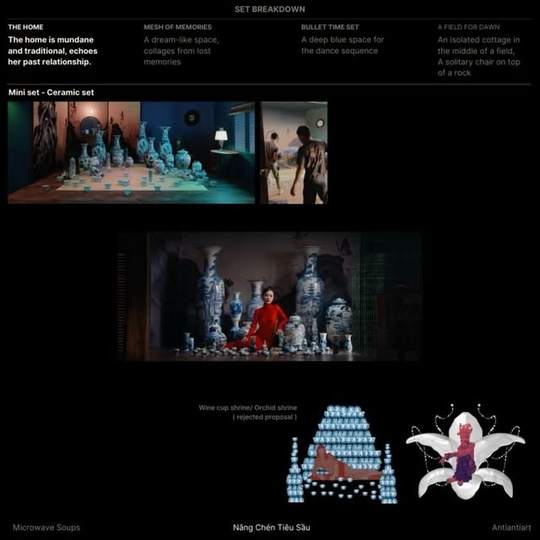 SET BREAKDOWN
THE HOME
The home is mundane
and traditional, echoes
her past relationship.
MESH OF MEMORIES
A dream-like space,
collages from lost
memories
BULLET TIME SET
A deep blue space for
the dance sequence
A FIELD FOR DAWN
An isolated cottage in
the middle of a field,
A solitary chair on top
of a rock
Mini set - Ceramic set
Wine cup shrine/ Orchid shrine
( rejected proposal )
Microwave Soups
Nâng Chén Tiêu Sầu
Antiantiart